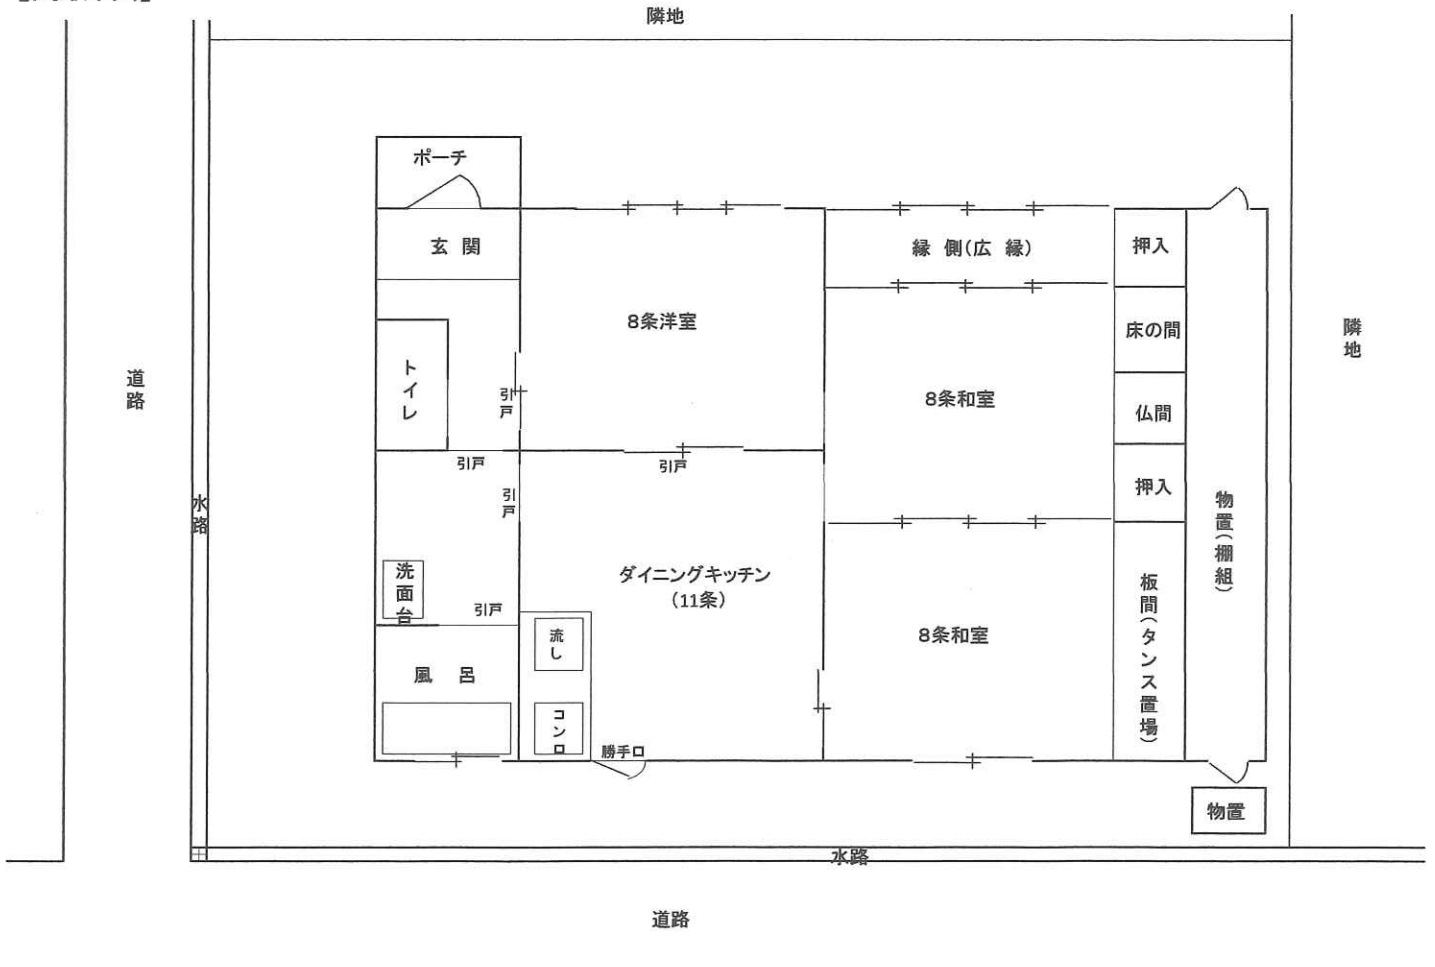 隣地
ポーチ
玄 関
縁 側(広 縁)
押入
8条洋室
床の間
隣地
トイレ
道路
引戸
8条和室
仏間
引戸
引戸
引戸
押入
水路
物置(棚組)
洗面台
ダイニングキッチン
(11条)
引戸
板間(タンス置場)
流し
8条和室
風 呂
コンロ
勝手口
物置
水路
道路